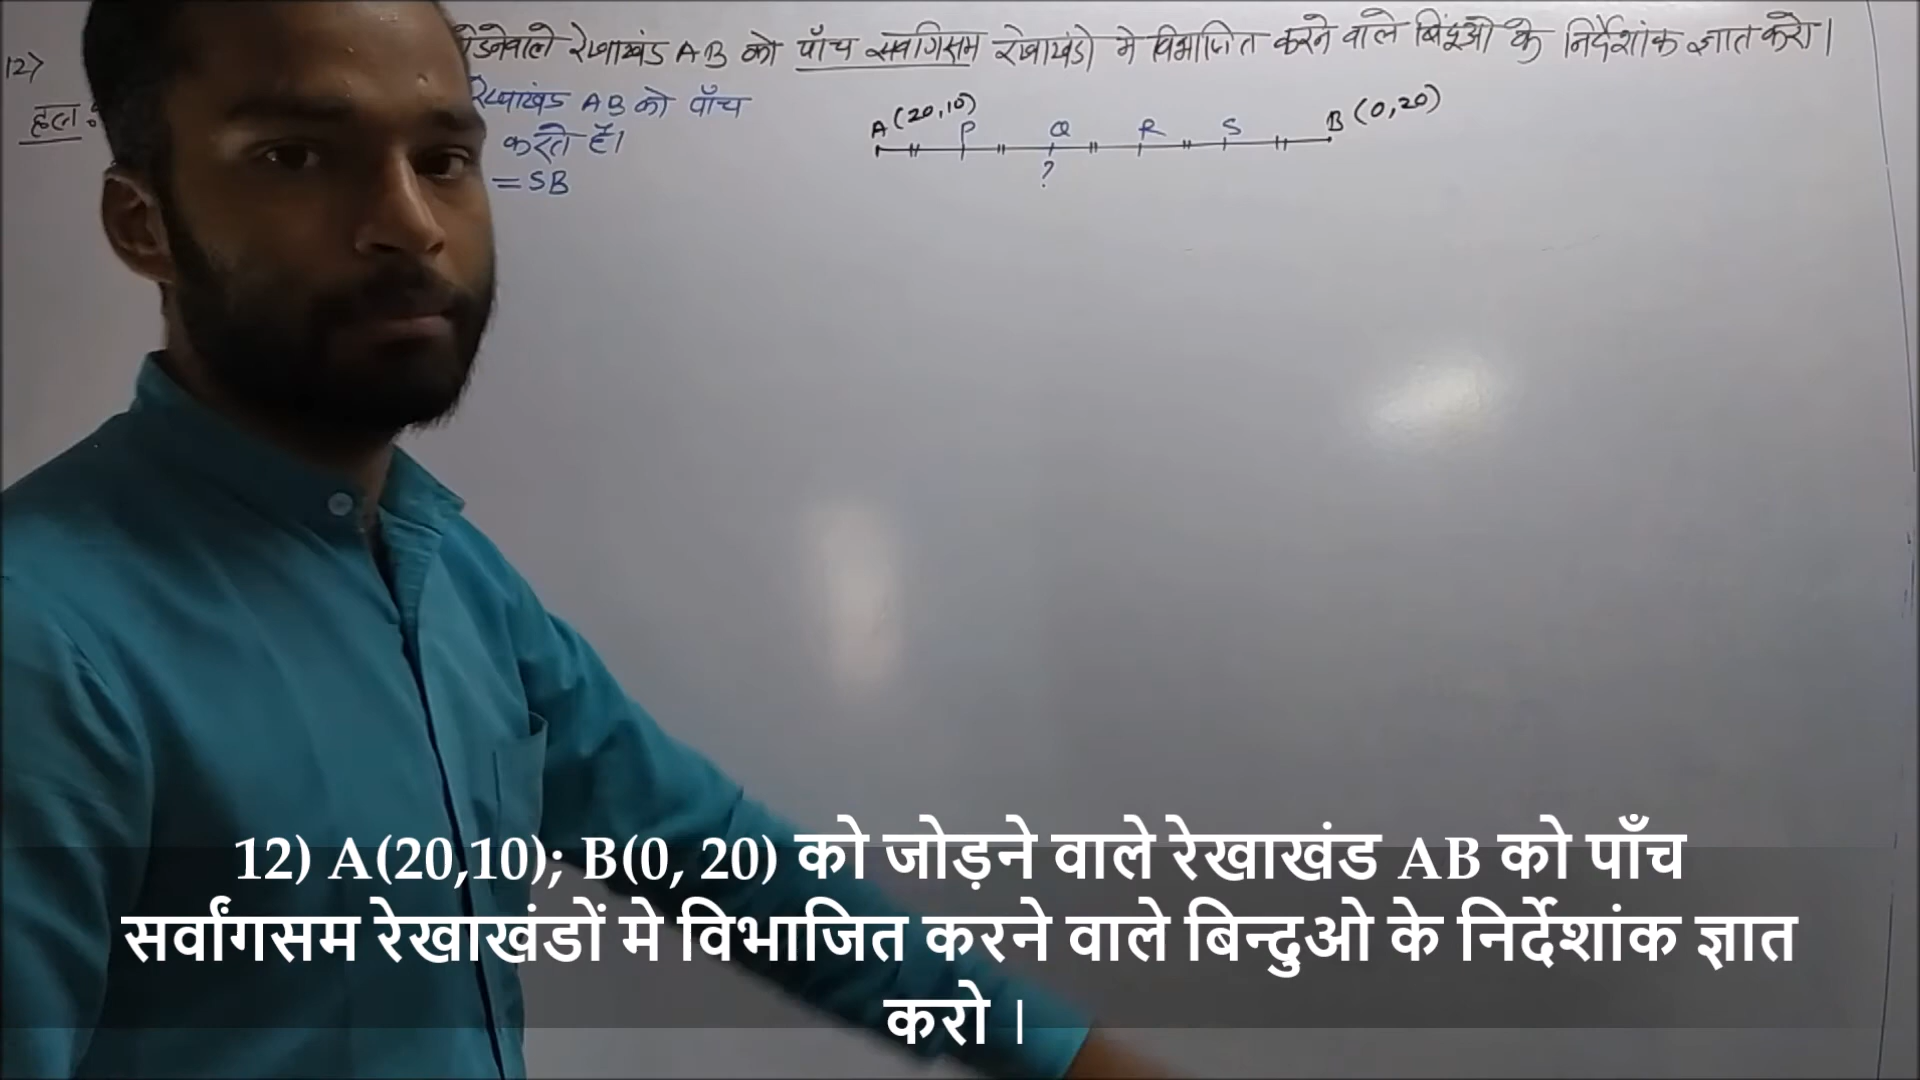 12>
जोडनेवाले रेखाखंड AB को पाँच सर्वांगसम रेखाखंडो मे विभाजित करने वाले बिंदुओ के निर्देशांक ज्ञात करो।
हल:
रेखाखंड AB को पाँच
करते हैं।
= SB
A (20,10) P Q R S B (0,20)
?
12) A(20,10); B(0, 20) को जोड़ने वाले रेखाखंड AB को पाँच
सर्वांगसम रेखाखंडों मे विभाजित करने वाले बिन्दुओ के निर्देशांक ज्ञात
करो ।